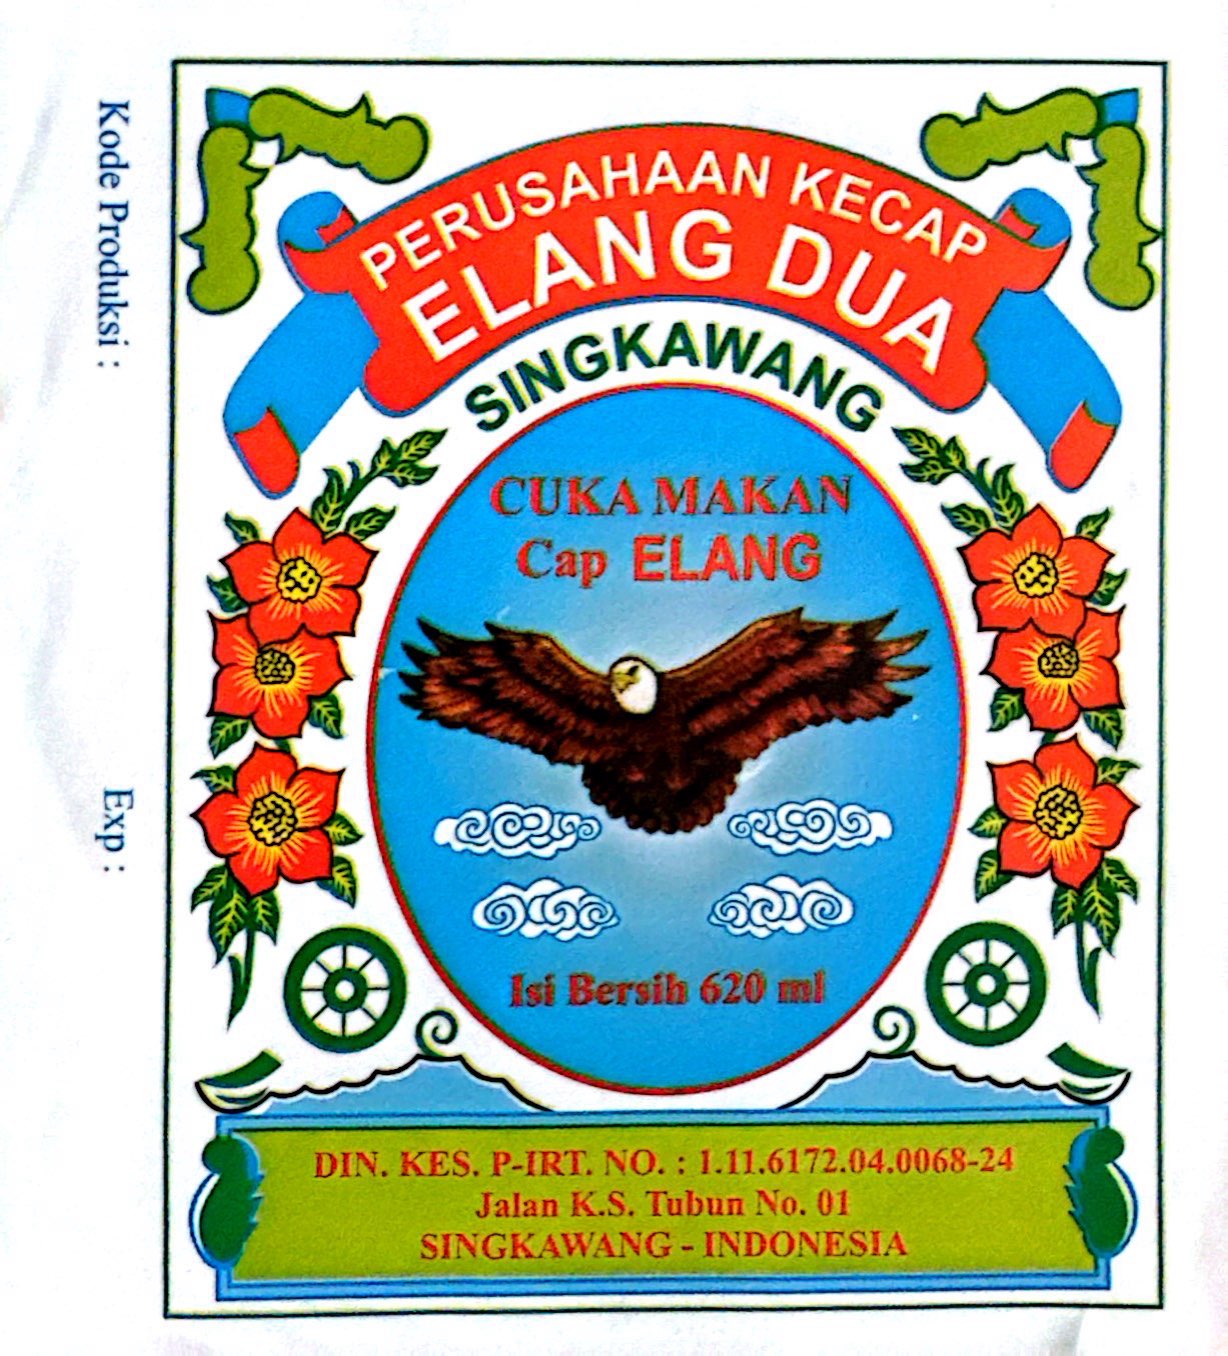 PERUSAHAAN KECAP
ELANG DUA
SINGKAWANG
CUKA MAKAN
Cap ELANG
Isi Bersih 620 ml
DIN. KES. P-IRT. NO. : 1.11.6172.04.0068-24
Jalan K.S. Tubun No. 01
SINGKAWANG - INDONESIA
Kode Produksi :
Exp :